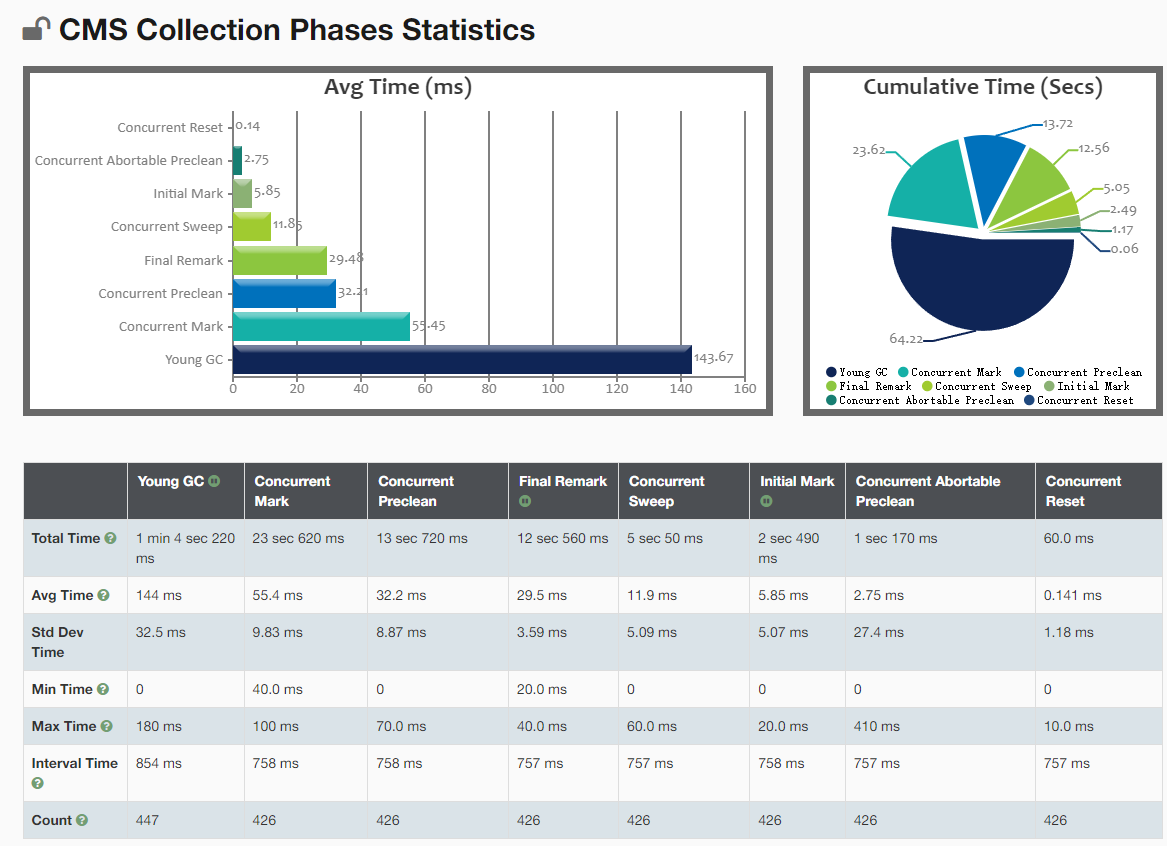 CMS Collection Phases Statistics
Avg Time (ms)
Concurrent Reset 0.14
Concurrent Abortable Preclean 2.75
Initial Mark 5.85
Concurrent Sweep 11.85
Final Remark 29.48
Concurrent Preclean 32.21
Concurrent Mark 55.45
Young GC 143.67
0 20 40 60 80 100 120 140 160
Cumulative Time (Secs)
13.72
23.62
12.56
5.05
2.49
1.17
0.06
64.22
Young GC Concurrent Mark Concurrent Preclean
Final Remark Concurrent Sweep Initial Mark
Concurrent Abortable Preclean Concurrent Reset
Young GC Concurrent Mark Concurrent Preclean Final Remark Concurrent Sweep Initial Mark Concurrent Abortable Preclean Concurrent Reset
Total Time 1 min 4 sec 220 ms 23 sec 620 ms 13 sec 720 ms 12 sec 560 ms 5 sec 50 ms 2 sec 490 ms 1 sec 170 ms 60.0 ms
Avg Time 144 ms 55.4 ms 32.2 ms 29.5 ms 11.9 ms 5.85 ms 2.75 ms 0.141 ms
Std Dev Time 32.5 ms 9.83 ms 8.87 ms 3.59 ms 5.09 ms 5.07 ms 27.4 ms 1.18 ms
Min Time 0 40.0 ms 0 20.0 ms 0 0 0 0
Max Time 180 ms 100 ms 70.0 ms 40.0 ms 60.0 ms 20.0 ms 410 ms 10.0 ms
Interval Time 854 ms 758 ms 758 ms 757 ms 757 ms 758 ms 757 ms 757 ms
Count 447 426 426 426 426 426 426 426